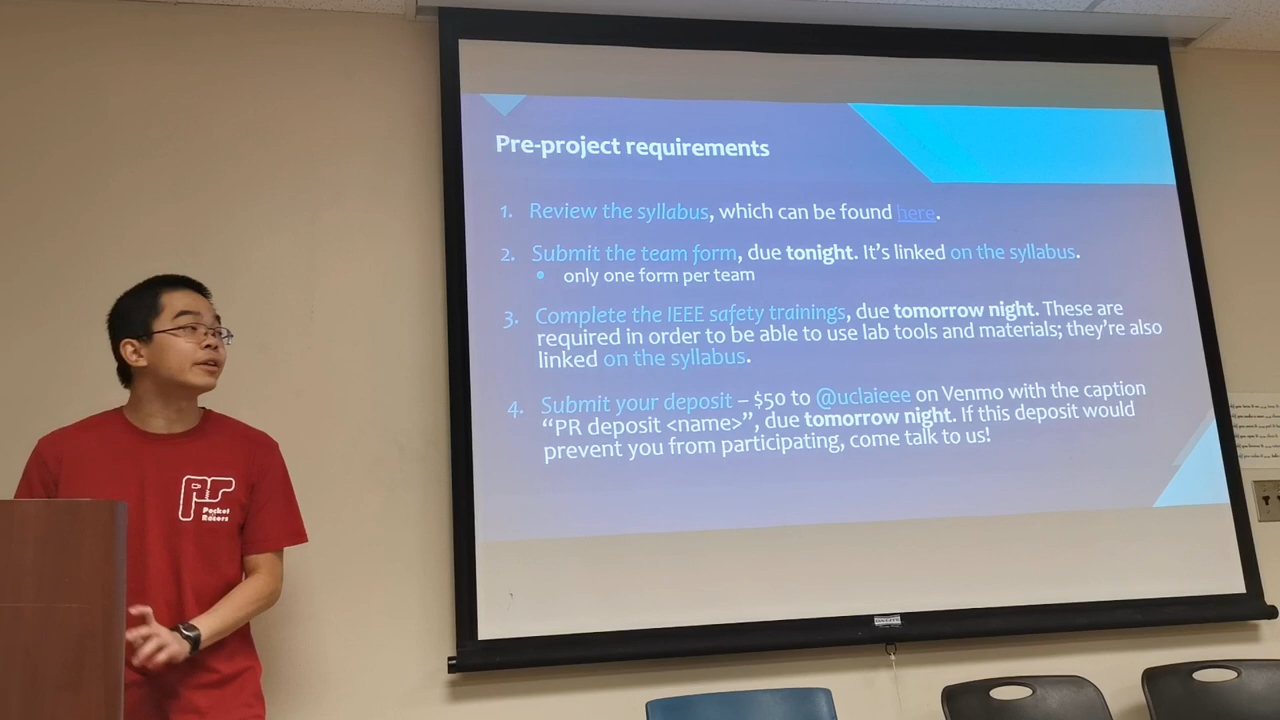 Pre-project requirements
1. Review the syllabus, which can be found here.
2. Submit the team form, due tonight. It's linked on the syllabus.
• only one form per team
3. Complete the IEEE safety trainings, due tomorrow night. These are
required in order to be able to use lab tools and materials; they're also
linked on the syllabus.
4. Submit your deposit – $50 to @uclaieee on Venmo with the caption
“PR deposit <name>”, due tomorrow night. If this deposit would
prevent you from participating, come talk to us!
Pr
Pocket
Racers